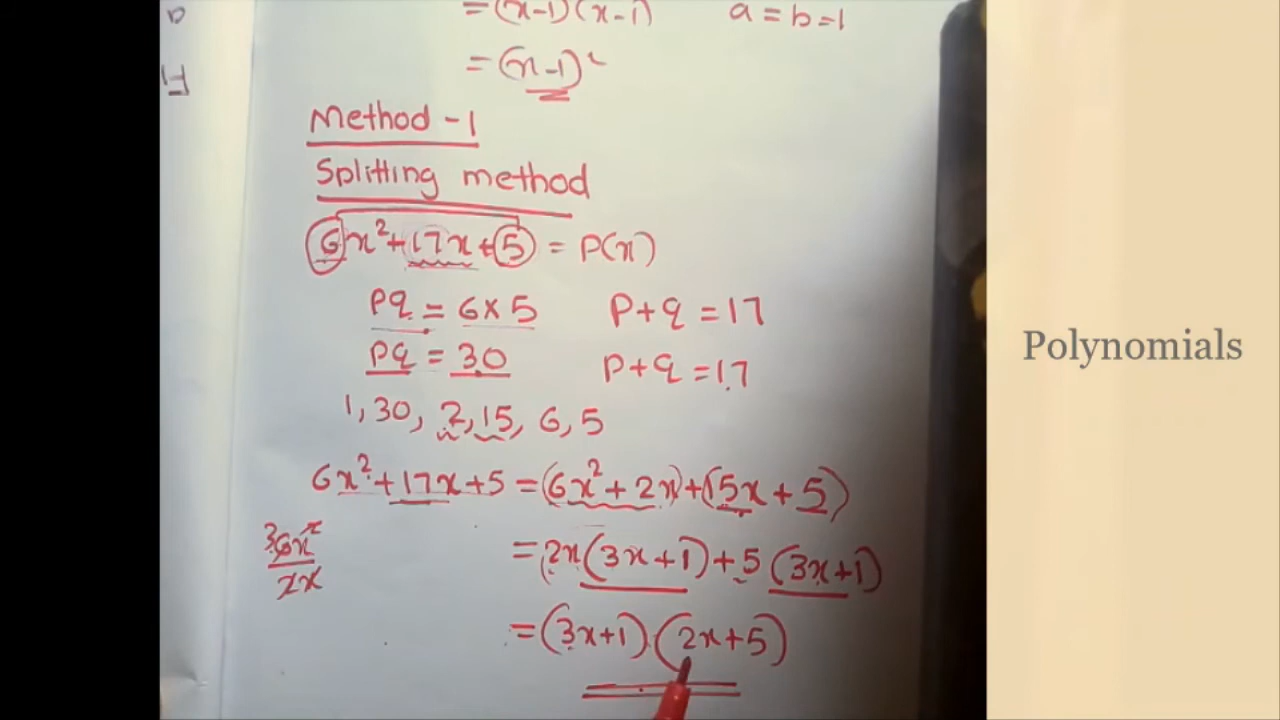 =(x-1)(x-1) a=b=1
=(x-1)²
Method-1
Splitting method
6x²+17x+5 = P(x)
pq = 6×5 P+q =17
pq = 30 P+q =17
1,30, 2,15, 6,5
6x²+17x+5 =(6x²+2x)+(15x+5)
=2x(3x+1)+5(3x+1)
=(3x+1)(2x+5)
Polynomials